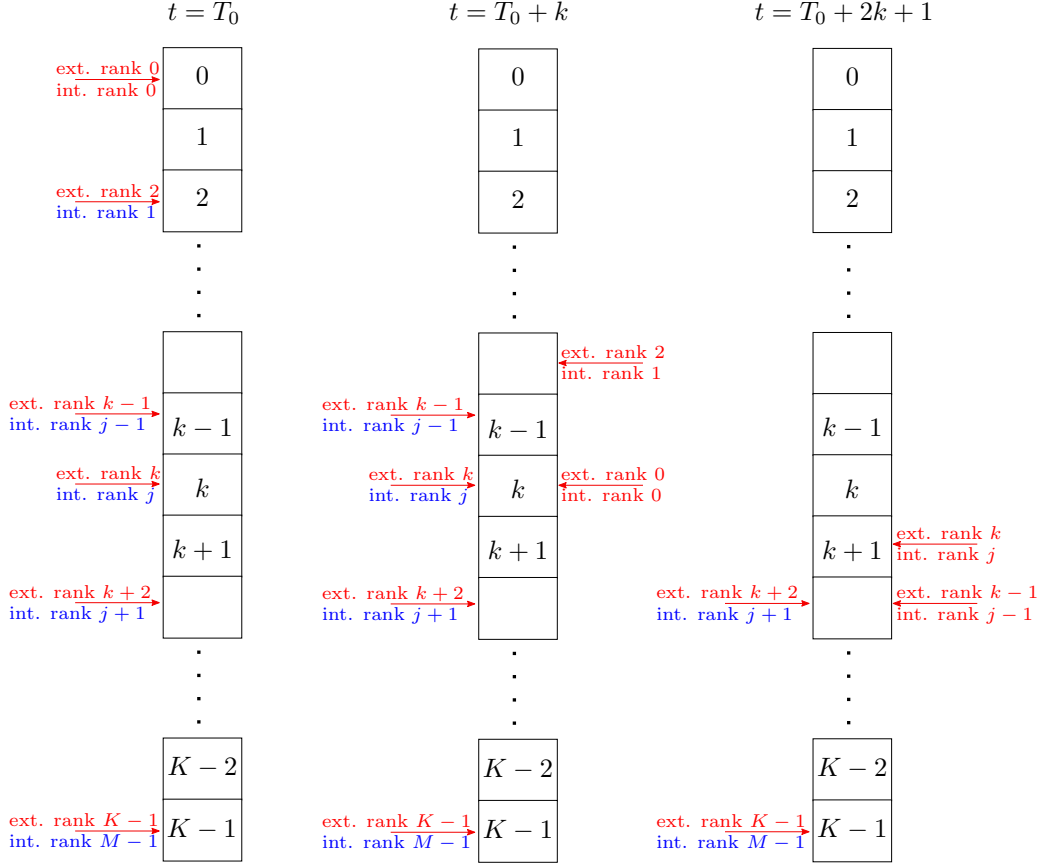 t = T₀
t = T₀ + k
t = T₀ + 2k + 1
ext. rank 0
int. rank 0
0
0
0
1
1
1
ext. rank 2
int. rank 1
2
2
2
ext. rank 2
int. rank 1
ext. rank k − 1
int. rank j − 1
k − 1
ext. rank k − 1
int. rank j − 1
k − 1
k − 1
ext. rank k
int. rank j
k
ext. rank k
int. rank j
k
ext. rank 0
int. rank 0
k
k + 1
k + 1
k + 1
ext. rank k
int. rank j
ext. rank k + 2
int. rank j + 1
ext. rank k + 2
int. rank j + 1
ext. rank k + 2
int. rank j + 1
ext. rank k − 1
int. rank j − 1
K − 2
K − 2
K − 2
ext. rank K − 1
int. rank M − 1
K − 1
ext. rank K − 1
int. rank M − 1
K − 1
ext. rank K − 1
int. rank M − 1
K − 1